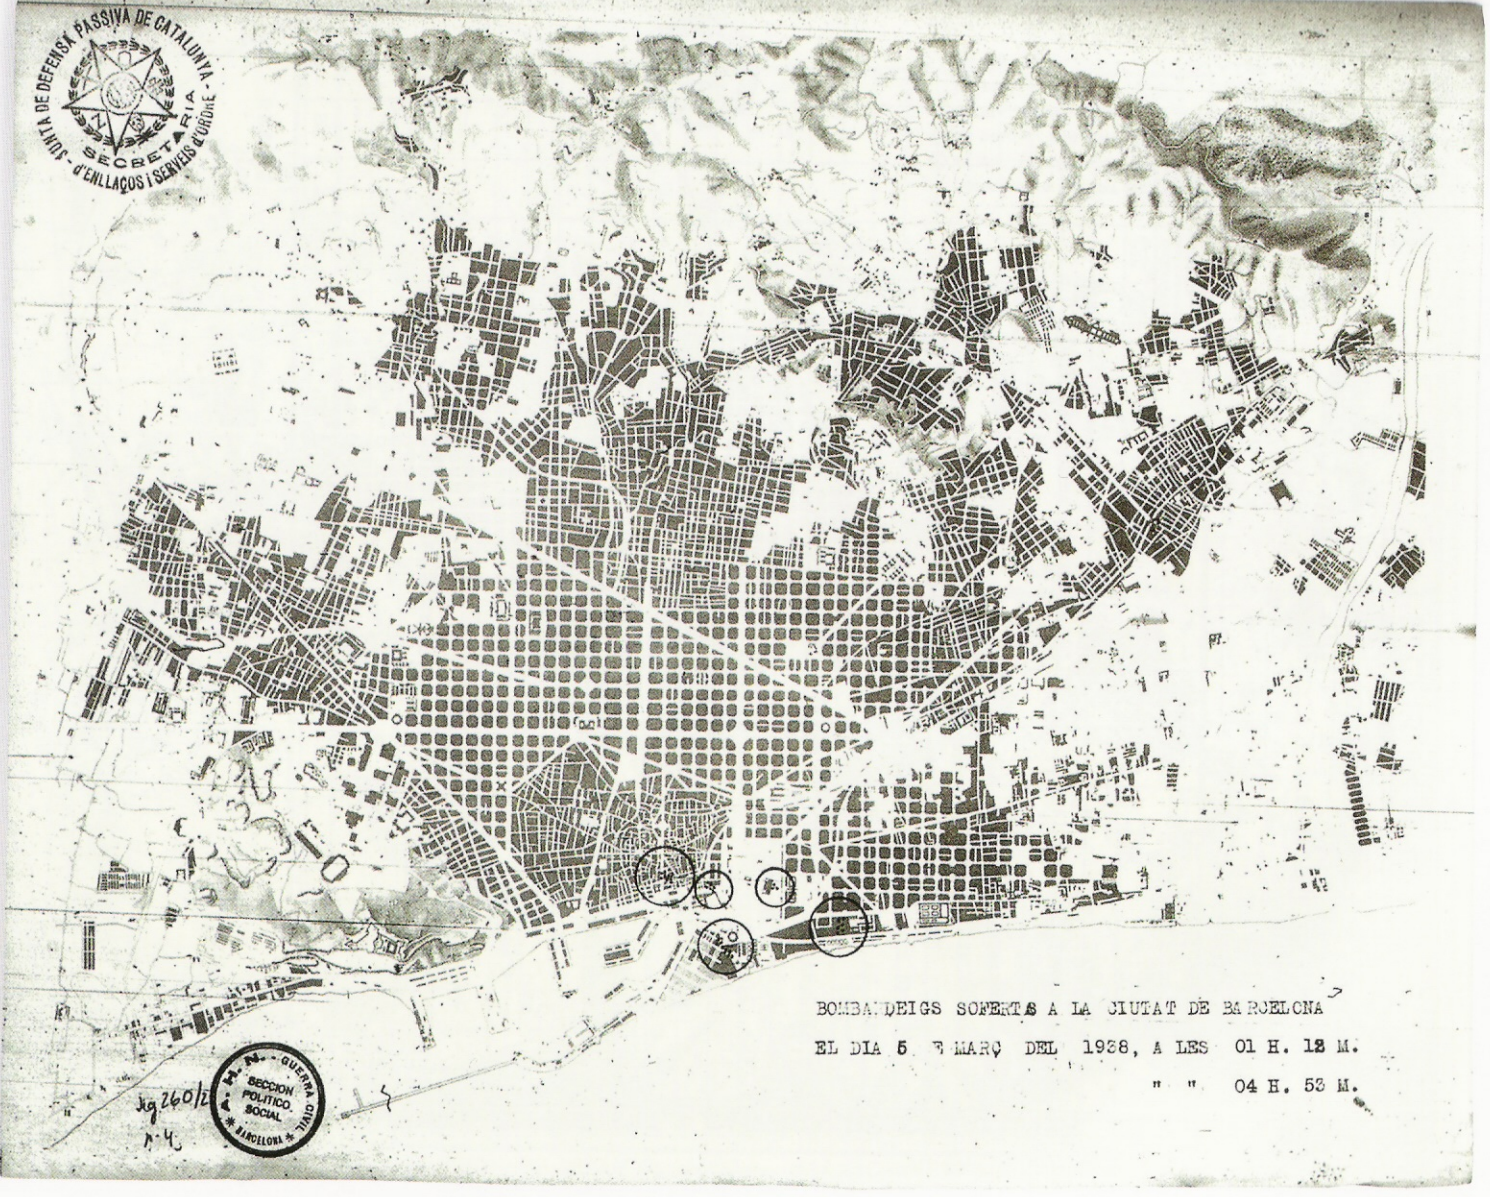 JUNTA DE DEFENSA PASSIVA DE CATALUNYA -
d'ENLLAÇOS I SERVEIS d'ORDRE -
SECRETARIA
BOMBARDEIGS SOFERTS A LA CIUTAT DE BARCELONA
EL DIA 5 DE MARÇ DEL 1938, A LES 01 H. 12 M.
" " 04 H. 53 M.
A. H. N. - GUERRA CIVIL
SECCION
POLITICO
SOCIAL
* BARCELONA *